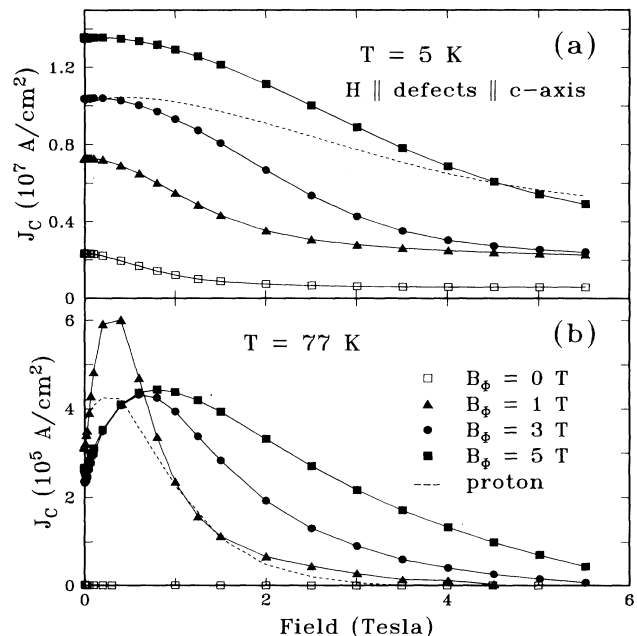 (a)
T = 5 K
H || defects || c-axis
J_C (10^7 A/cm^2)
1.2
0.8
0.4
0
(b)
T = 77 K
J_C (10^5 A/cm^2)
6
4
2
0
B_Φ = 0 T
B_Φ = 1 T
B_Φ = 3 T
B_Φ = 5 T
proton
0 2 4 6
Field (Tesla)